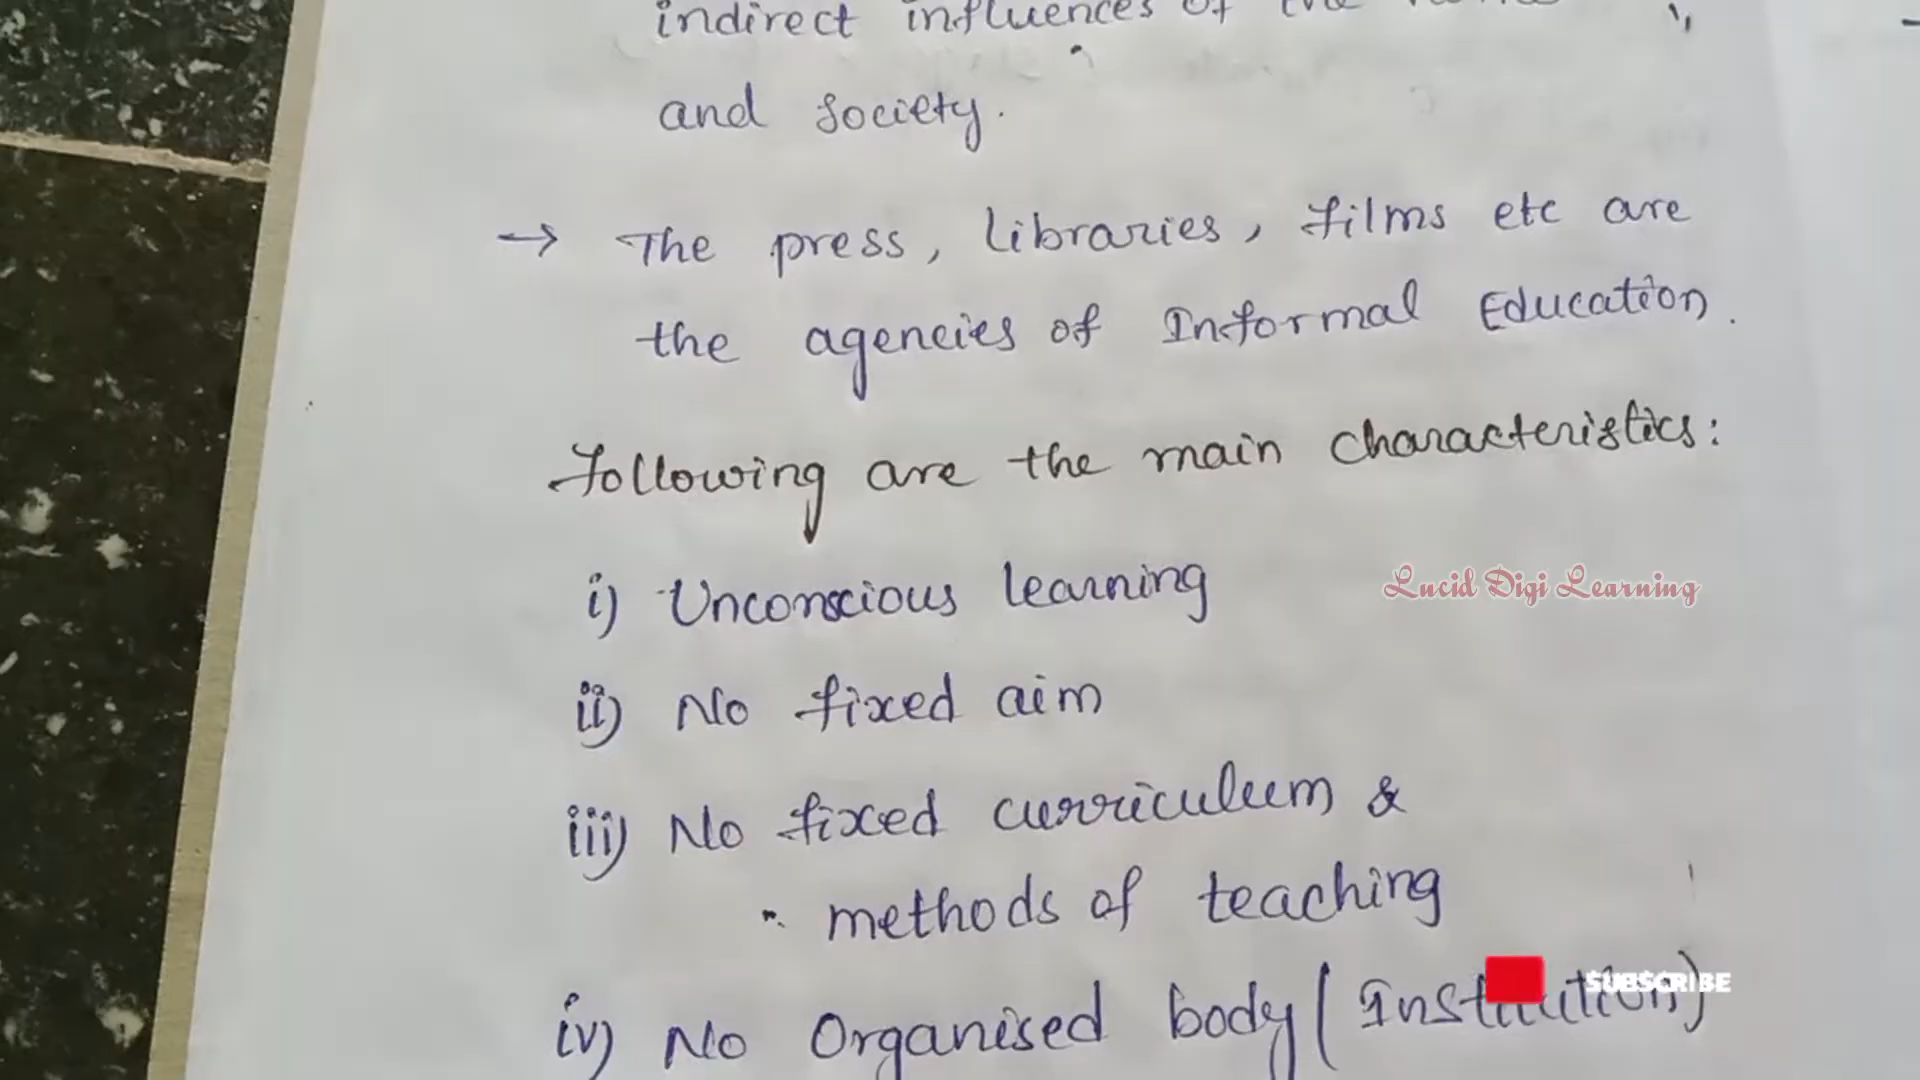 indirect influences of the
and society.
→ The press, libraries, films etc are
the agencies of Informal Education.
Following are the main characteristics:
i) Unconscious learning
Lucid Digi Learning
ii) No fixed aim
iii) No fixed curriculum &
methods of teaching
SUBSCRIBE
iv) No Organised body (Institution)